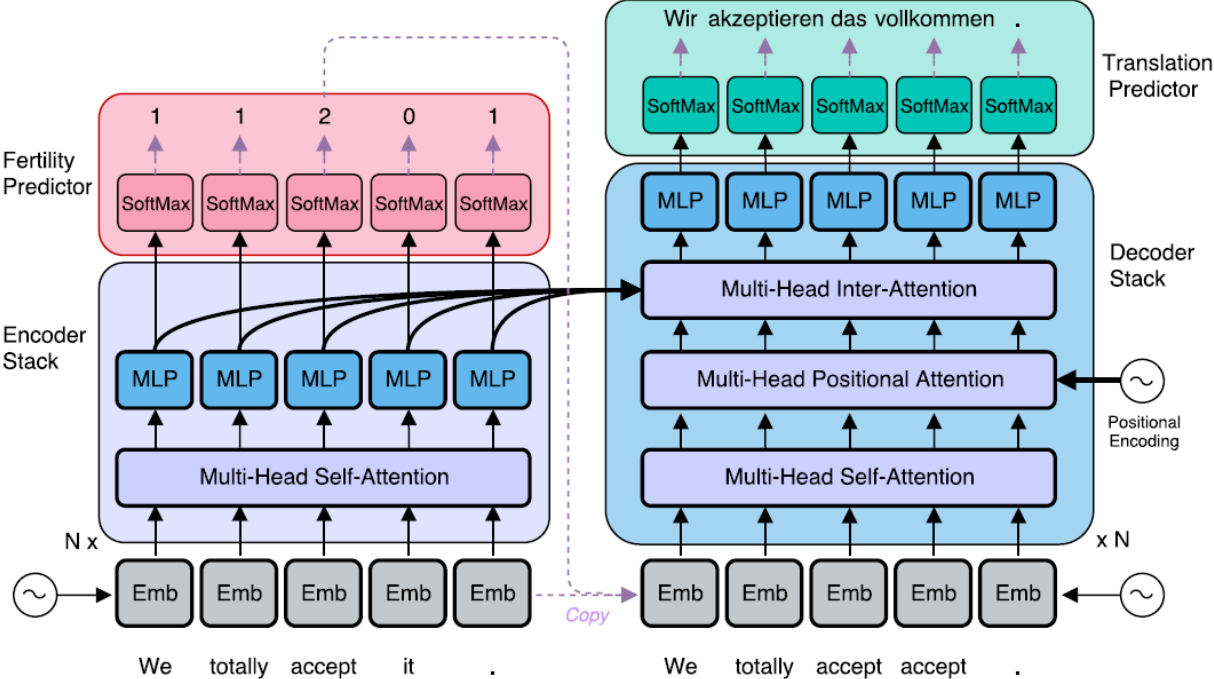 Wir akzeptieren das vollkommen .
Translation
Predictor
SoftMax SoftMax SoftMax SoftMax SoftMax
1 1 2 0 1
Fertility
Predictor
SoftMax SoftMax SoftMax SoftMax SoftMax
MLP MLP MLP MLP MLP
Decoder
Stack
Multi-Head Inter-Attention
Encoder
Stack
MLP MLP MLP MLP MLP
Multi-Head Positional Attention
Positional
Encoding
Multi-Head Self-Attention
Multi-Head Self-Attention
N x
x N
Emb Emb Emb Emb Emb
Copy
Emb Emb Emb Emb Emb
We totally accept it .
We totally accept accept .